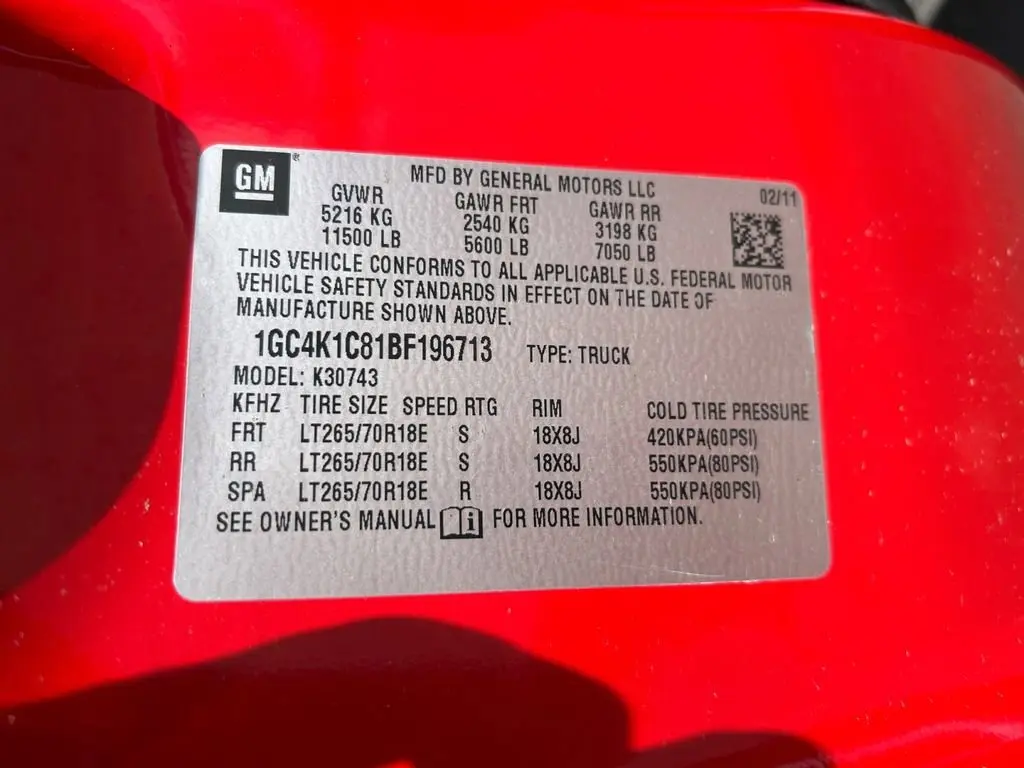 GM®
MFD BY GENERAL MOTORS LLC 02/11
GVWR GAWR FRT GAWR RR
5216 KG 2540 KG 3198 KG
11500 LB 5600 LB 7050 LB
THIS VEHICLE CONFORMS TO ALL APPLICABLE U.S. FEDERAL MOTOR
VEHICLE SAFETY STANDARDS IN EFFECT ON THE DATE OF
MANUFACTURE SHOWN ABOVE.
1GC4K1C81BF196713 TYPE: TRUCK
MODEL: K30743
KFHZ TIRE SIZE SPEED RTG RIM COLD TIRE PRESSURE
FRT LT265/70R18E S 18X8J 420KPA(60PSI)
RR LT265/70R18E S 18X8J 550KPA(80PSI)
SPA LT265/70R18E R 18X8J 550KPA(80PSI)
SEE OWNER'S MANUAL i FOR MORE INFORMATION.